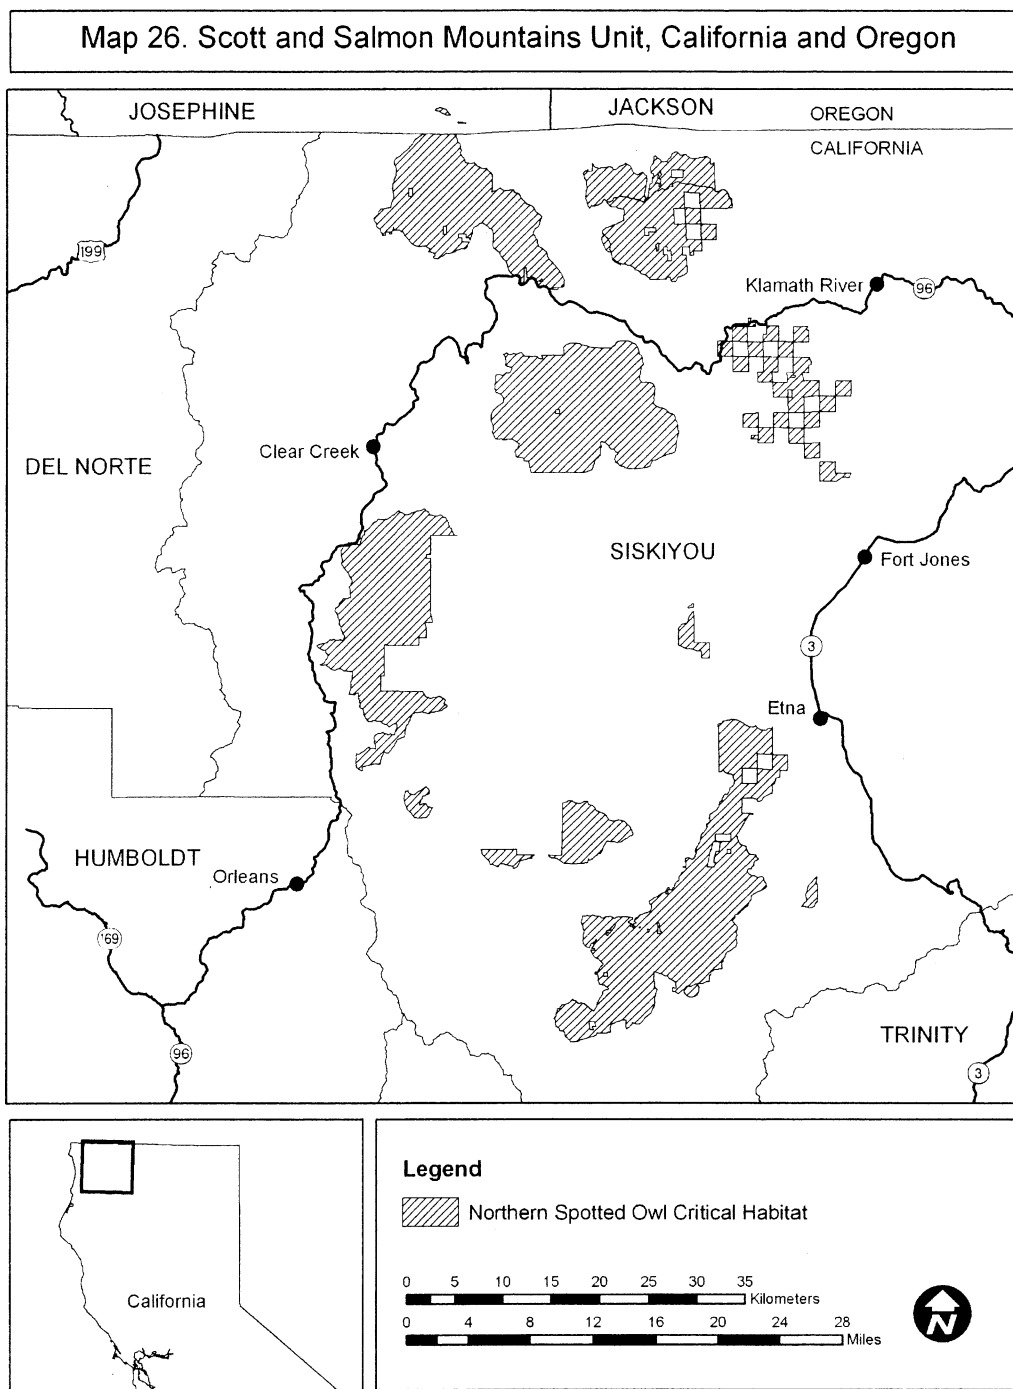 Map 26. Scott and Salmon Mountains Unit, California and Oregon
JOSEPHINE
JACKSON
OREGON
CALIFORNIA
199
Klamath River
96
Clear Creek
DEL NORTE
SISKIYOU
Fort Jones
3
Etna
HUMBOLDT
Orleans
169
TRINITY
96
3
California
Legend
Northern Spotted Owl Critical Habitat
0 5 10 15 20 25 30 35
Kilometers
0 4 8 12 16 20 24 28
Miles
N